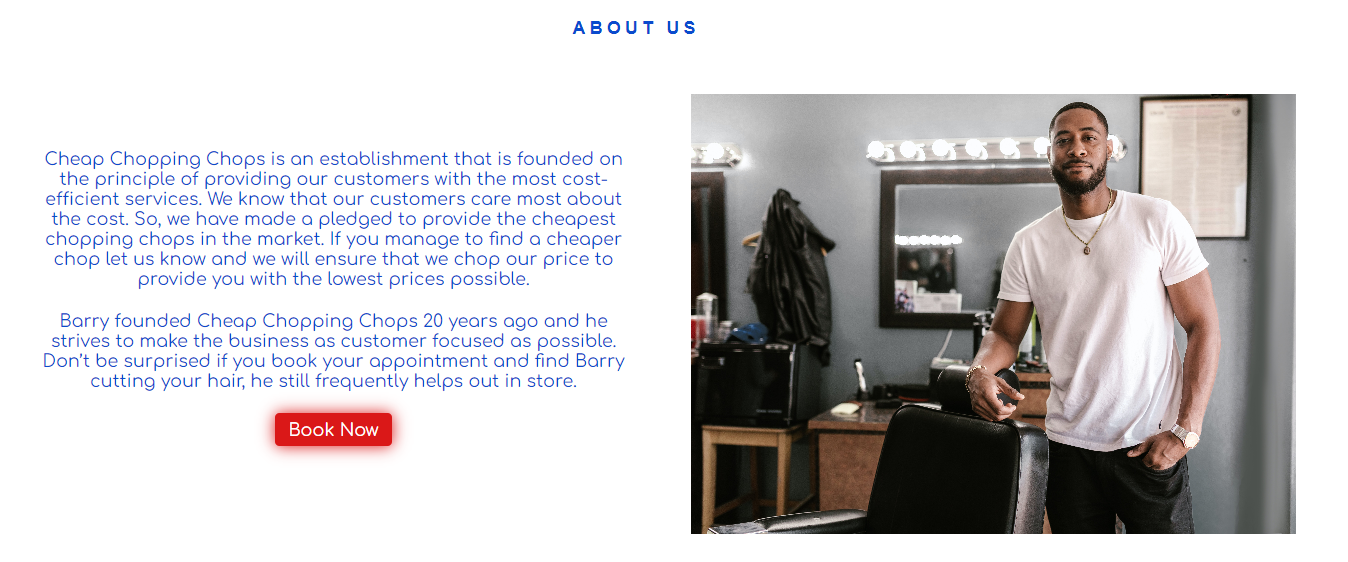 ABOUT US
Cheap Chopping Chops is an establishment that is founded on
the principle of providing our customers with the most cost-
efficient services. We know that our customers care most about
the cost. So, we have made a pledged to provide the cheapest
chopping chops in the market. If you manage to find a cheaper
chop let us know and we will ensure that we chop our price to
provide you with the lowest prices possible.
Barry founded Cheap Chopping Chops 20 years ago and he
strives to make the business as customer focused as possible.
Don't be surprised if you book your appointment and find Barry
cutting your hair, he still frequently helps out in store.
Book Now